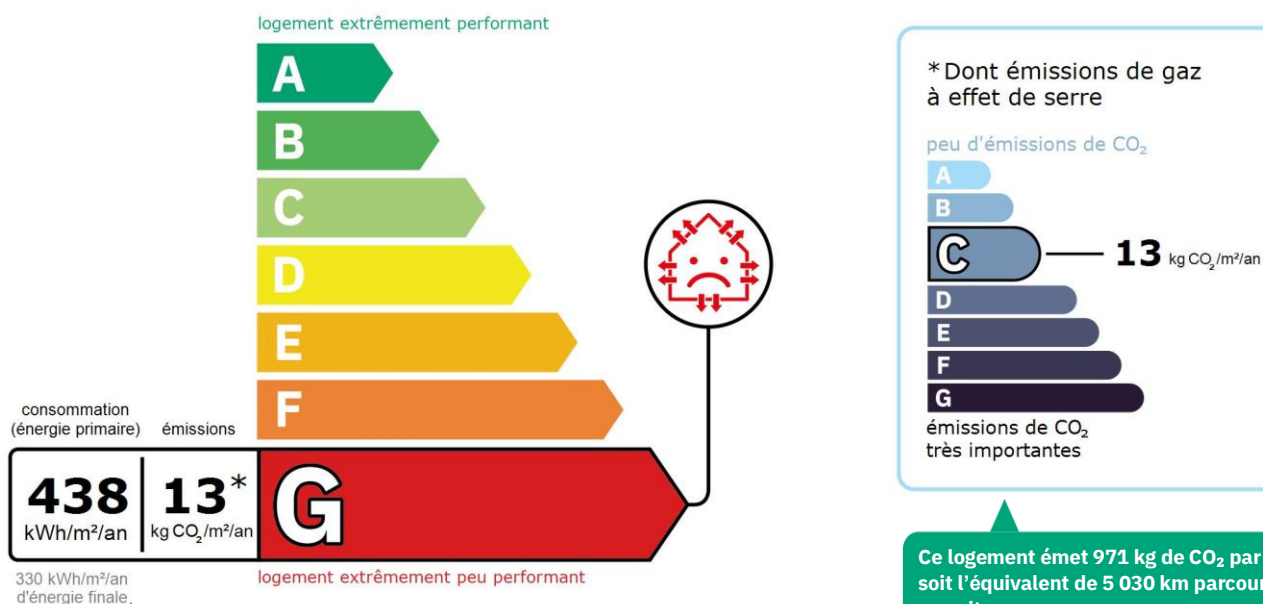 logement extrêmement performant
A
B
C
D
E
F
consommation
(énergie primaire)
émissions
438
kWh/m²/an
13*
kg CO₂/m²/an
G
330 kWh/m²/an
d'énergie finale
logement extrêmement peu performant
*Dont émissions de gaz
à effet de serre
peu d'émissions de CO₂
A
B
C
13 kg CO₂/m²/an
D
E
F
G
émissions de CO₂
très importantes
Ce logement émet 971 kg de CO₂ par
soit l'équivalent de 5 030 km